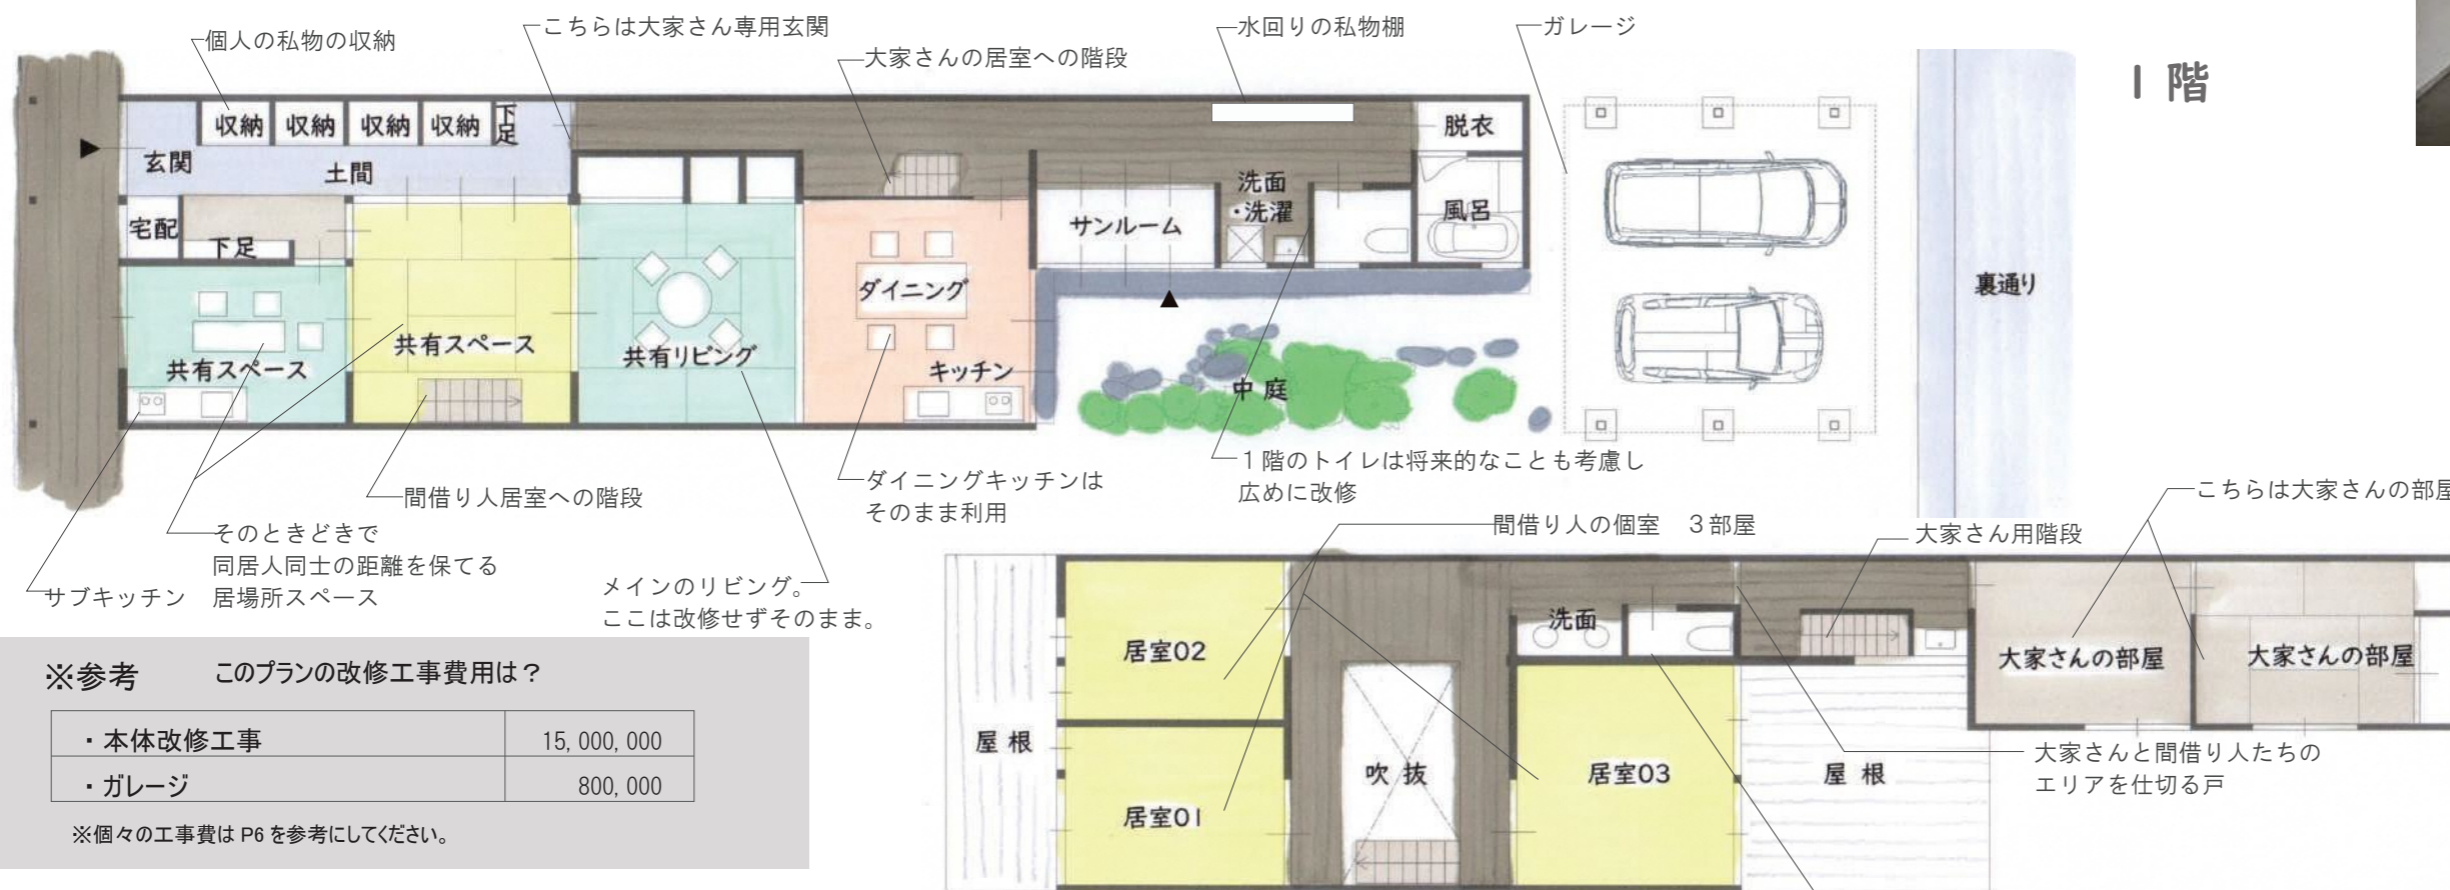 個人の私物の収納
こちらは大家さん専用玄関
大家さんの居室への階段
水回りの私物棚
ガレージ
1階
収納
収納
収納
収納
下足
玄関
土間
宅配
下足
共有スペース
共有スペース
共有リビング
ダイニング
キッチン
サンルーム
洗面
・洗濯
脱衣
風呂
中庭
裏通り
サブキッチン
そのときどきで
同居人同士の距離を保てる
居場所スペース
間借り人居室への階段
メインのリビング。
ここは改修せずそのまま。
ダイニングキッチンは
そのまま利用
1階のトイレは将来的なことも考慮し
広めに改修
間借り人の個室 3部屋
大家さん用階段
こちらは大家さんの部屋
屋根
居室02
居室01
吹抜
洗面
居室03
屋根
大家さんの部屋
大家さんの部屋
大家さんと間借り人たちの
エリアを仕切る戸
※参考 このプランの改修工事費用は？
・本体改修工事 15,000,000
・ガレージ 800,000
※個々の工事費は P6 を参考にしてください。